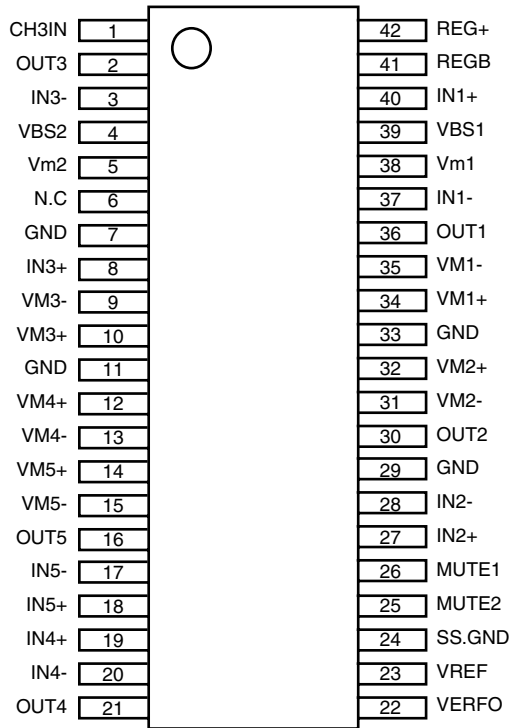 CH3IN 1 42 REG+
OUT3 2 41 REGB
IN3- 3 40 IN1+
VBS2 4 39 VBS1
Vm2 5 38 Vm1
N.C 6 37 IN1-
GND 7 36 OUT1
IN3+ 8 35 VM1-
VM3- 9 34 VM1+
VM3+ 10 33 GND
GND 11 32 VM2+
VM4+ 12 31 VM2-
VM4- 13 30 OUT2
VM5+ 14 29 GND
VM5- 15 28 IN2-
OUT5 16 27 IN2+
IN5- 17 26 MUTE1
IN5+ 18 25 MUTE2
IN4+ 19 24 SS.GND
IN4- 20 23 VREF
OUT4 21 22 VERFO